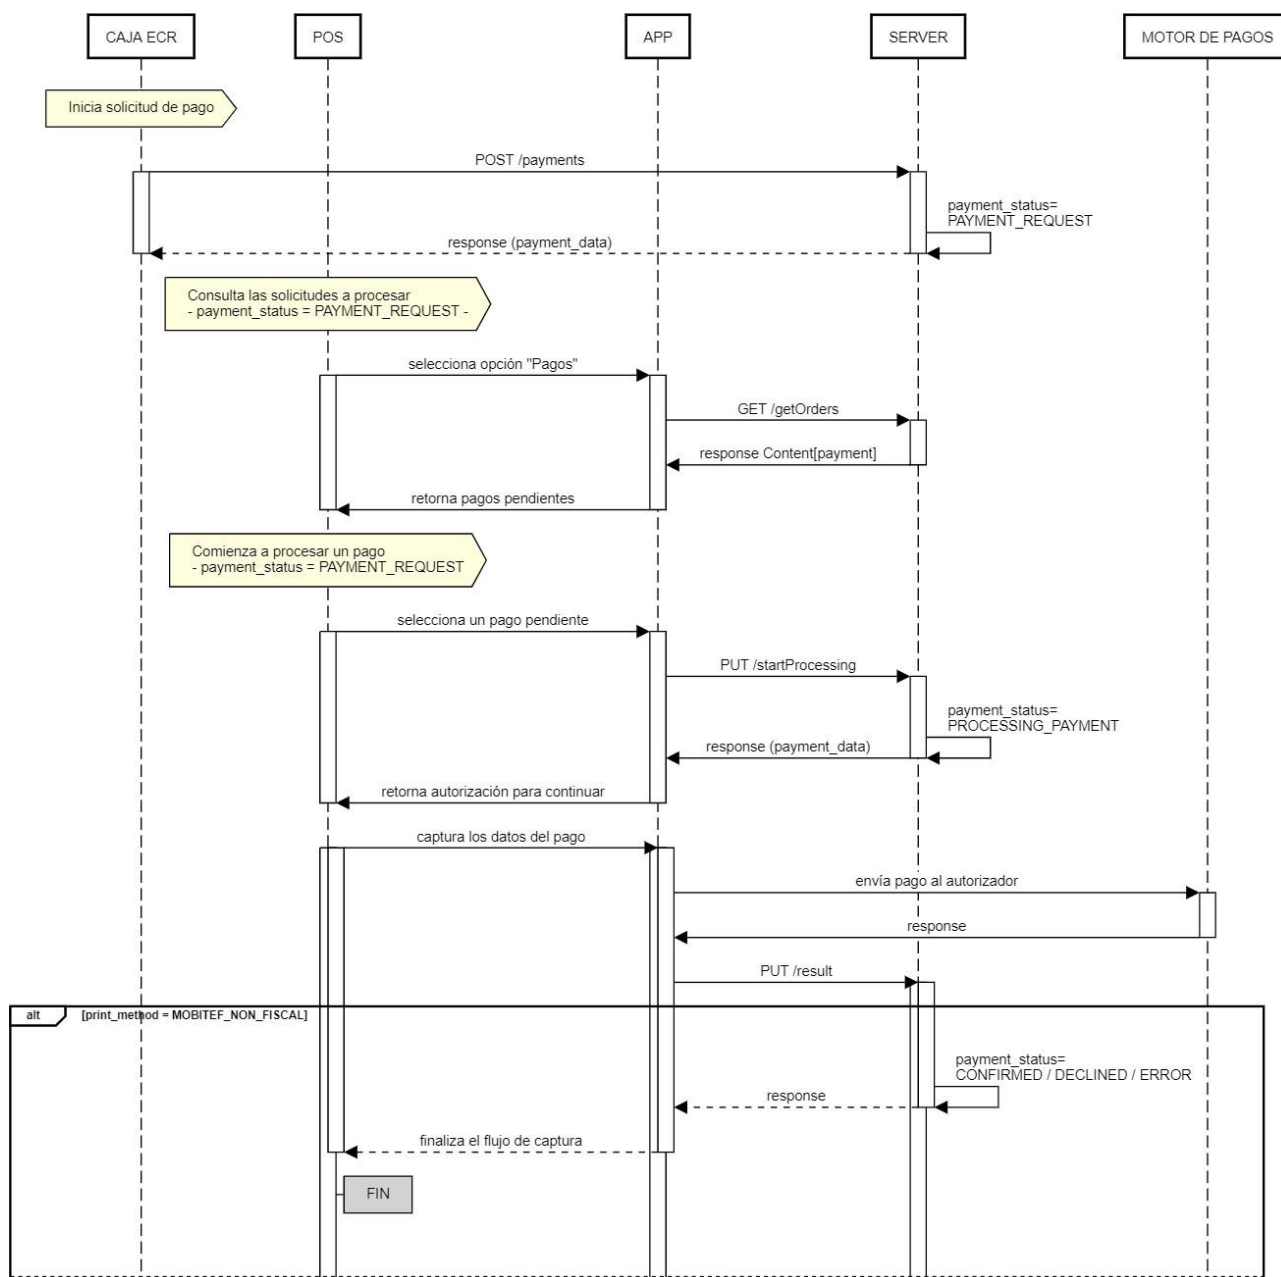 CAJA ECR
POS
APP
SERVER
MOTOR DE PAGOS
Inicia solicitud de pago
POST /payments
payment_status=
PAYMENT_REQUEST
response (payment_data)
Consulta las solicitudes a procesar
- payment_status = PAYMENT_REQUEST -
selecciona opción "Pagos"
GET /getOrders
response Content[payment]
retorna pagos pendientes
Comienza a procesar un pago
- payment_status = PAYMENT_REQUEST
selecciona un pago pendiente
PUT /startProcessing
payment_status=
PROCESSING_PAYMENT
response (payment_data)
retorna autorización para continuar
captura los datos del pago
envía pago al autorizador
response
PUT /result
alt [print_method = MOBITEF_NON_FISCAL]
payment_status=
CONFIRMED / DECLINED / ERROR
response
finaliza el flujo de captura
FIN